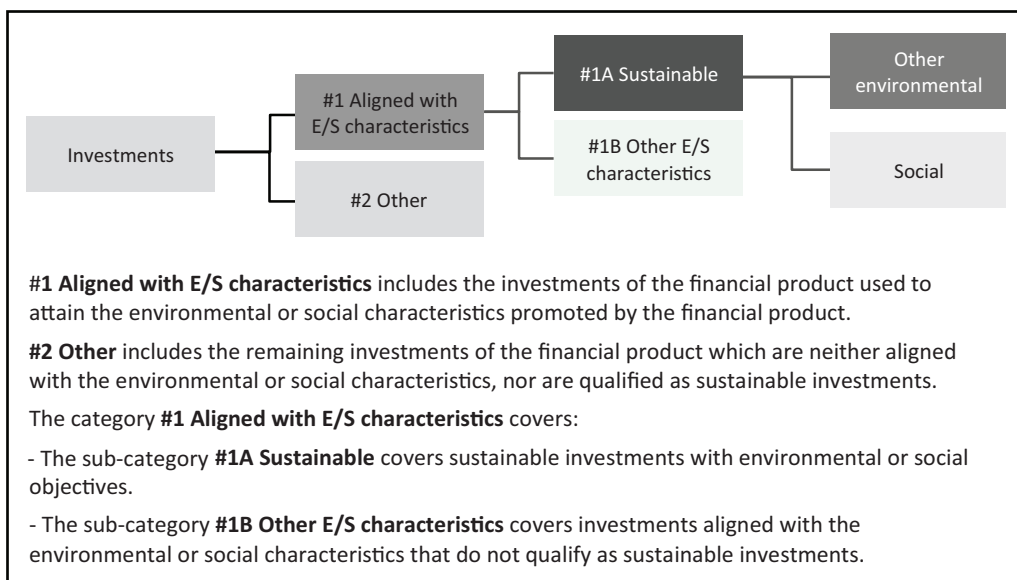 Investments
#1 Aligned with
E/S characteristics
#2 Other
#1A Sustainable
#1B Other E/S
characteristics
Other
environmental
Social
#1 Aligned with E/S characteristics includes the investments of the financial product used to
attain the environmental or social characteristics promoted by the financial product.
#2 Other includes the remaining investments of the financial product which are neither aligned
with the environmental or social characteristics, nor are qualified as sustainable investments.
The category #1 Aligned with E/S characteristics covers:
- The sub-category #1A Sustainable covers sustainable investments with environmental or social
objectives.
- The sub-category #1B Other E/S characteristics covers investments aligned with the
environmental or social characteristics that do not qualify as sustainable investments.